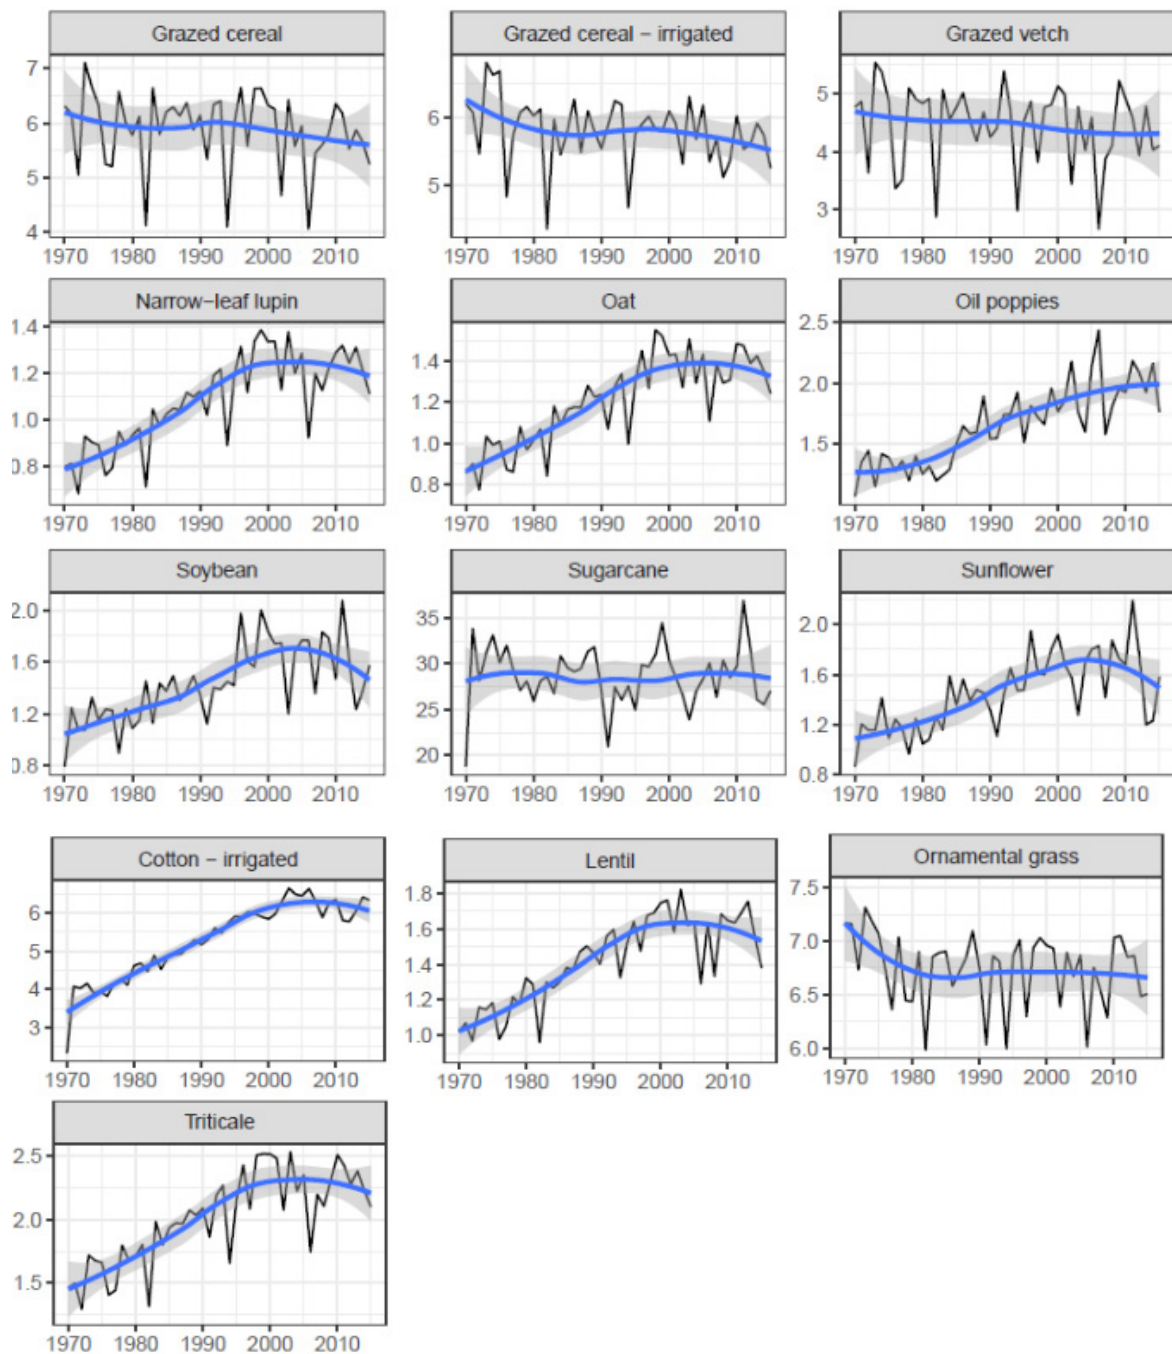 Grazed cereal
Grazed cereal – irrigated
Grazed vetch
7
6
5
4
1970 1980 1990 2000 2010
6
5
1970 1980 1990 2000 2010
5
4
3
1970 1980 1990 2000 2010
Narrow–leaf lupin
Oat
Oil poppies
1.4
1.2
1.0
0.8
1970 1980 1990 2000 2010
1.4
1.2
1.0
0.8
1970 1980 1990 2000 2010
2.5
2.0
1.5
1970 1980 1990 2000 2010
Soybean
Sugarcane
Sunflower
2.0
1.6
1.2
0.8
1970 1980 1990 2000 2010
35
30
25
20
1970 1980 1990 2000 2010
2.0
1.6
1.2
0.8
1970 1980 1990 2000 2010
Cotton – irrigated
Lentil
Ornamental grass
6
5
4
3
1970 1980 1990 2000 2010
1.8
1.6
1.4
1.2
1.0
1970 1980 1990 2000 2010
7.5
7.0
6.5
6.0
1970 1980 1990 2000 2010
Triticale
2.5
2.0
1.5
1970 1980 1990 2000 2010